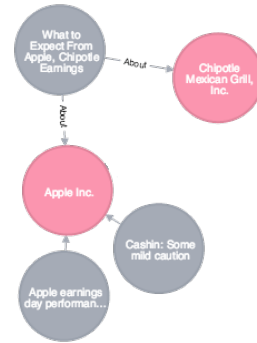 What to
Expect From
Apple, Chipotle
Earnings
About
Chipotle
Mexican Grill,
Inc.
About
Apple Inc.
Cashin: Some
mild caution
Apple earnings
day performan...